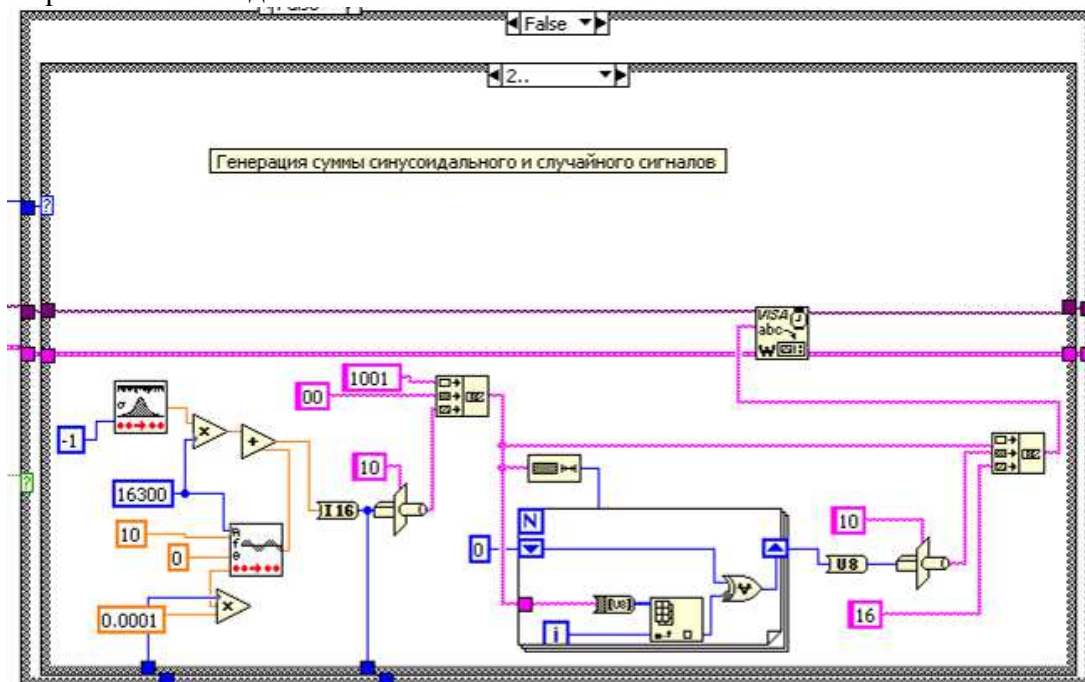 False
2..
Генерация суммы синусоидального и случайного сигналов
VISA
abc
W
1001
00
σ
-1
10
16300
I16
A
f
10
0
N
0
10
U8
[U8]
0.0001
i
16